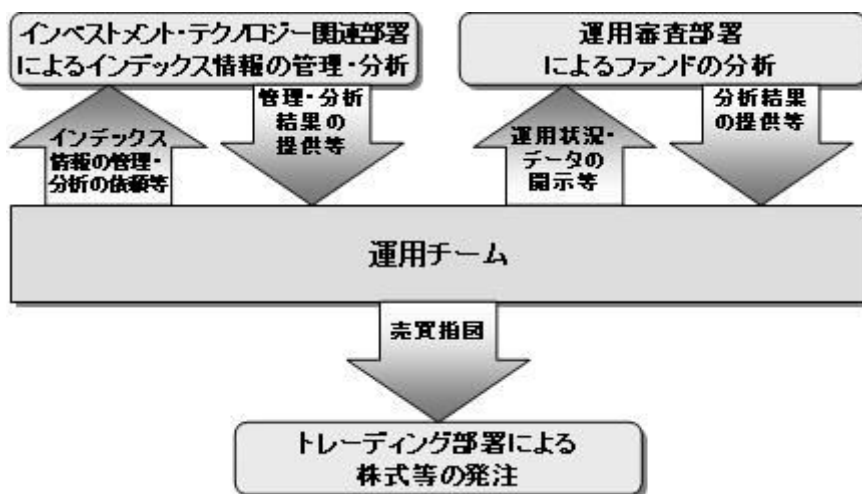 インベストメント・テクノロジー関連部署
によるインデックス情報の管理・分析
運用審査部署
によるファンドの分析
インデックス
情報の管理・
分析の依頼等
管理・分析
結果の
提供等
運用状況・
データの
開示等
分析結果
の提供等
運用チーム
売買指図
トレーディング部署による
株式等の発注